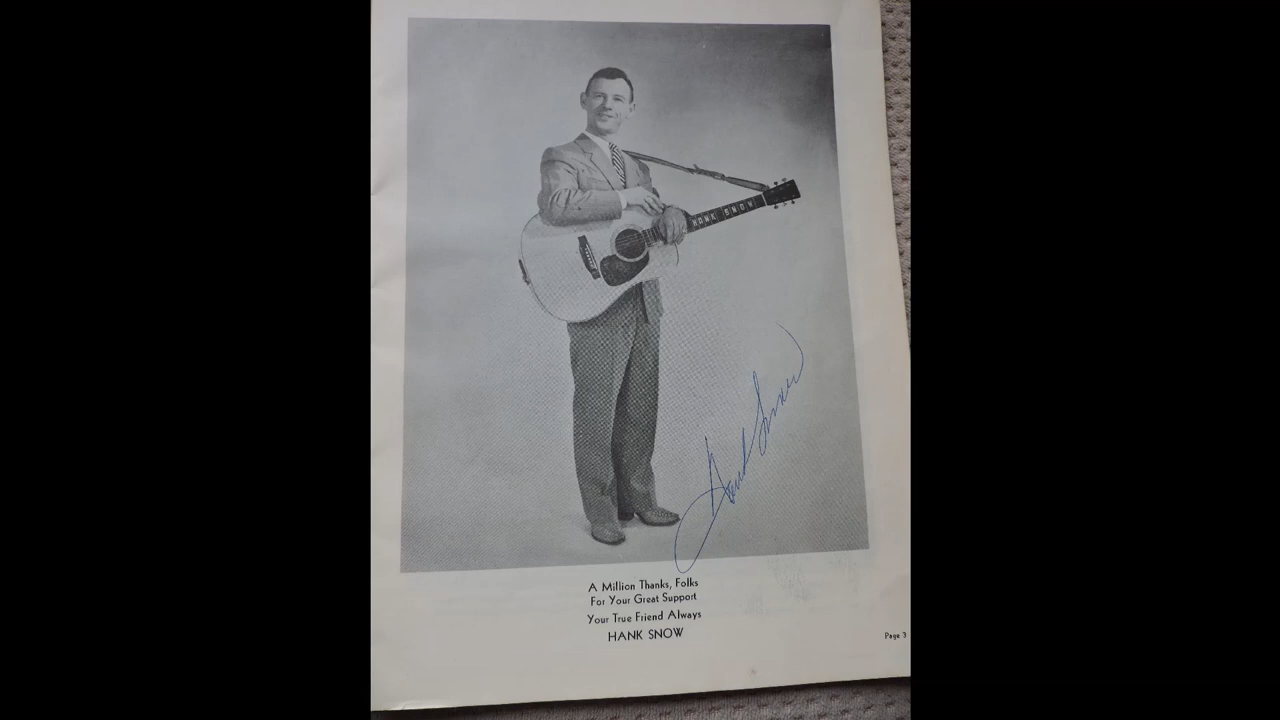 HANK SNOW
Hank Snow
A Million Thanks, Folks
For Your Great Support
Your True Friend Always
HANK SNOW
Page 3